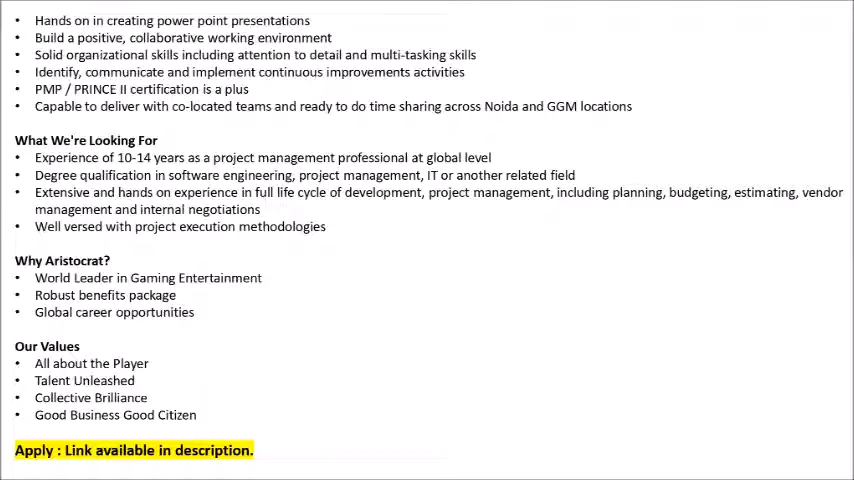 • Hands on in creating power point presentations
• Build a positive, collaborative working environment
• Solid organizational skills including attention to detail and multi-tasking skills
• Identify, communicate and implement continuous improvements activities
• PMP / PRINCE II certification is a plus
• Capable to deliver with co-located teams and ready to do time sharing across Noida and GGM locations
What We're Looking For
• Experience of 10-14 years as a project management professional at global level
• Degree qualification in software engineering, project management, IT or another related field
• Extensive and hands on experience in full life cycle of development, project management, including planning, budgeting, estimating, vendor
management and internal negotiations
• Well versed with project execution methodologies
Why Aristocrat?
• World Leader in Gaming Entertainment
• Robust benefits package
• Global career opportunities
Our Values
• All about the Player
• Talent Unleashed
• Collective Brilliance
• Good Business Good Citizen
Apply : Link available in description.